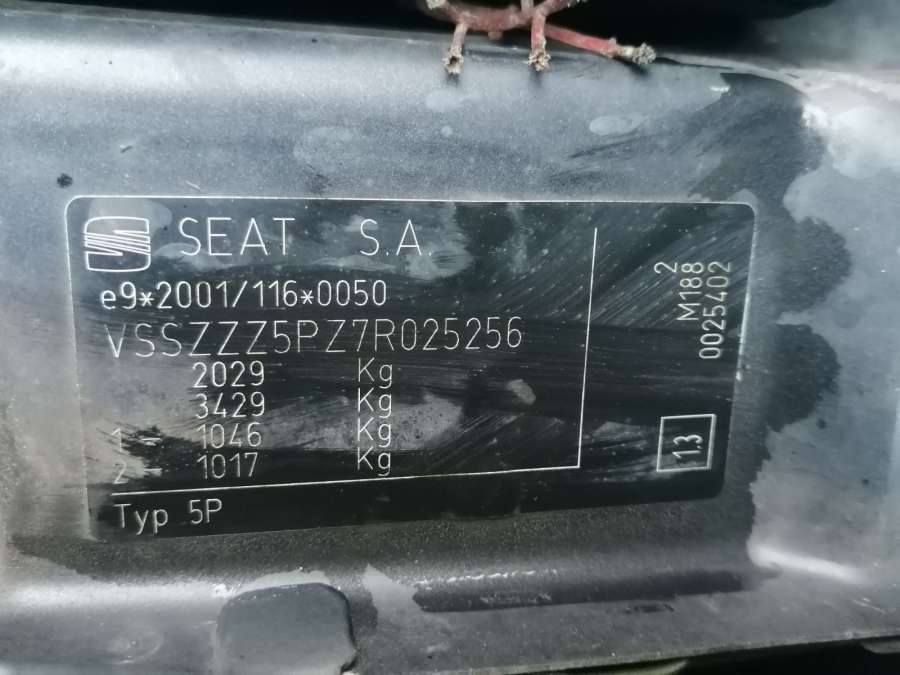 SEAT S.A.
e9*2001/116*0050
VSSZZZ5PZ7R025256
2029 Kg
3429 Kg
1 - 1046 Kg
2 - 1017 Kg
Typ 5P
2
M188
0025402
1.3